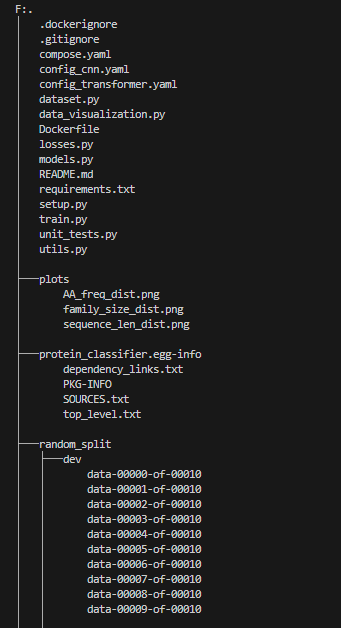 F:.
.dockerignore
.gitignore
compose.yaml
config_cnn.yaml
config_transformer.yaml
dataset.py
data_visualization.py
Dockerfile
losses.py
models.py
README.md
requirements.txt
setup.py
train.py
unit_tests.py
utils.py
plots
AA_freq_dist.png
family_size_dist.png
sequence_len_dist.png
protein_classifier.egg-info
dependency_links.txt
PKG-INFO
SOURCES.txt
top_level.txt
random_split
dev
data-00000-of-00010
data-00001-of-00010
data-00002-of-00010
data-00003-of-00010
data-00004-of-00010
data-00005-of-00010
data-00006-of-00010
data-00007-of-00010
data-00008-of-00010
data-00009-of-00010